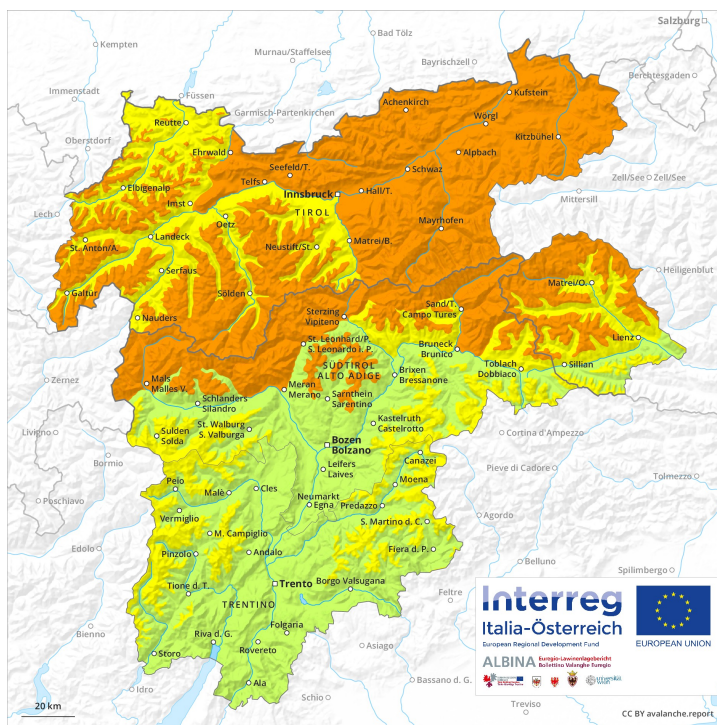 Salzburg
Kempten
Bad Tölz
Murnau/Staffelsee
Bayrischzell
Berchtesgaden
Immenstadt
Füssen
Garmisch-Partenkirchen
Achenkirch
Kufstein
Reutte
Wörgl
Oberstdorf
Kitzbühel
Ehrwald
Alpbach
Seefeld/T.
Schwaz
Zell/See
Zell/See
Telfs
Elbigenalp
Innsbruck
Hall/T.
Mittersill
Imst
Lech
TIROL
Oetz
Mayrhofen
St. Anton/A.
Landeck
Neustift/St.
Matrei/B.
Serfaus
Heiligenblut
Galtür
Sölden
Matrei/O.
Nauders
Sterzing
Vipiteno
Sand/T.
Campo Tures
Lienz
St. Leonhard/P.
S. Leonardo i. P.
Bruneck
Brunico
Toblach
Dobbiaco
Sillian
SÜDTIROL
ALTO ADIGE
Brixen
Bressanone
Zernez
Mals
Malles V.
Meran
Merano
Schlanders
Silandro
Sarnthein
Sarentino
St. Walburg
S. Valburga
Kastelruth
Castelrotto
Livigno
Sulden
Solda
Bozen
Bolzano
Cortina d'Ampezzo
Bormio
Canazei
Leifers
Laives
Pieve di Cadore
Tolmezzo
Peio
Moena
Poschiavo
Malè
Cles
Neumarkt
Egna
Predazzo
Vermiglio
Agordo
S. Martino d. C.
M. Campiglio
Edolo
Pinzolo
Andalo
Fiera d. P.
Belluno
Spilimbergo
Tione d. T.
Trento
Borgo Valsugana
Feltre
TRENTINO
Folgaria
Bienno
Riva d. G.
Rovereto
Asiago
Storo
Idro
Ala
Schio
Bassano d. G.
Treviso
20 km
Interreg
Italia-Österreich
European Regional Development Fund
EUROPEAN UNION
ALBINA
Euregio-Lawinenlagebericht
Bollettino Valanghe Euregio
CC BY avalanche.report